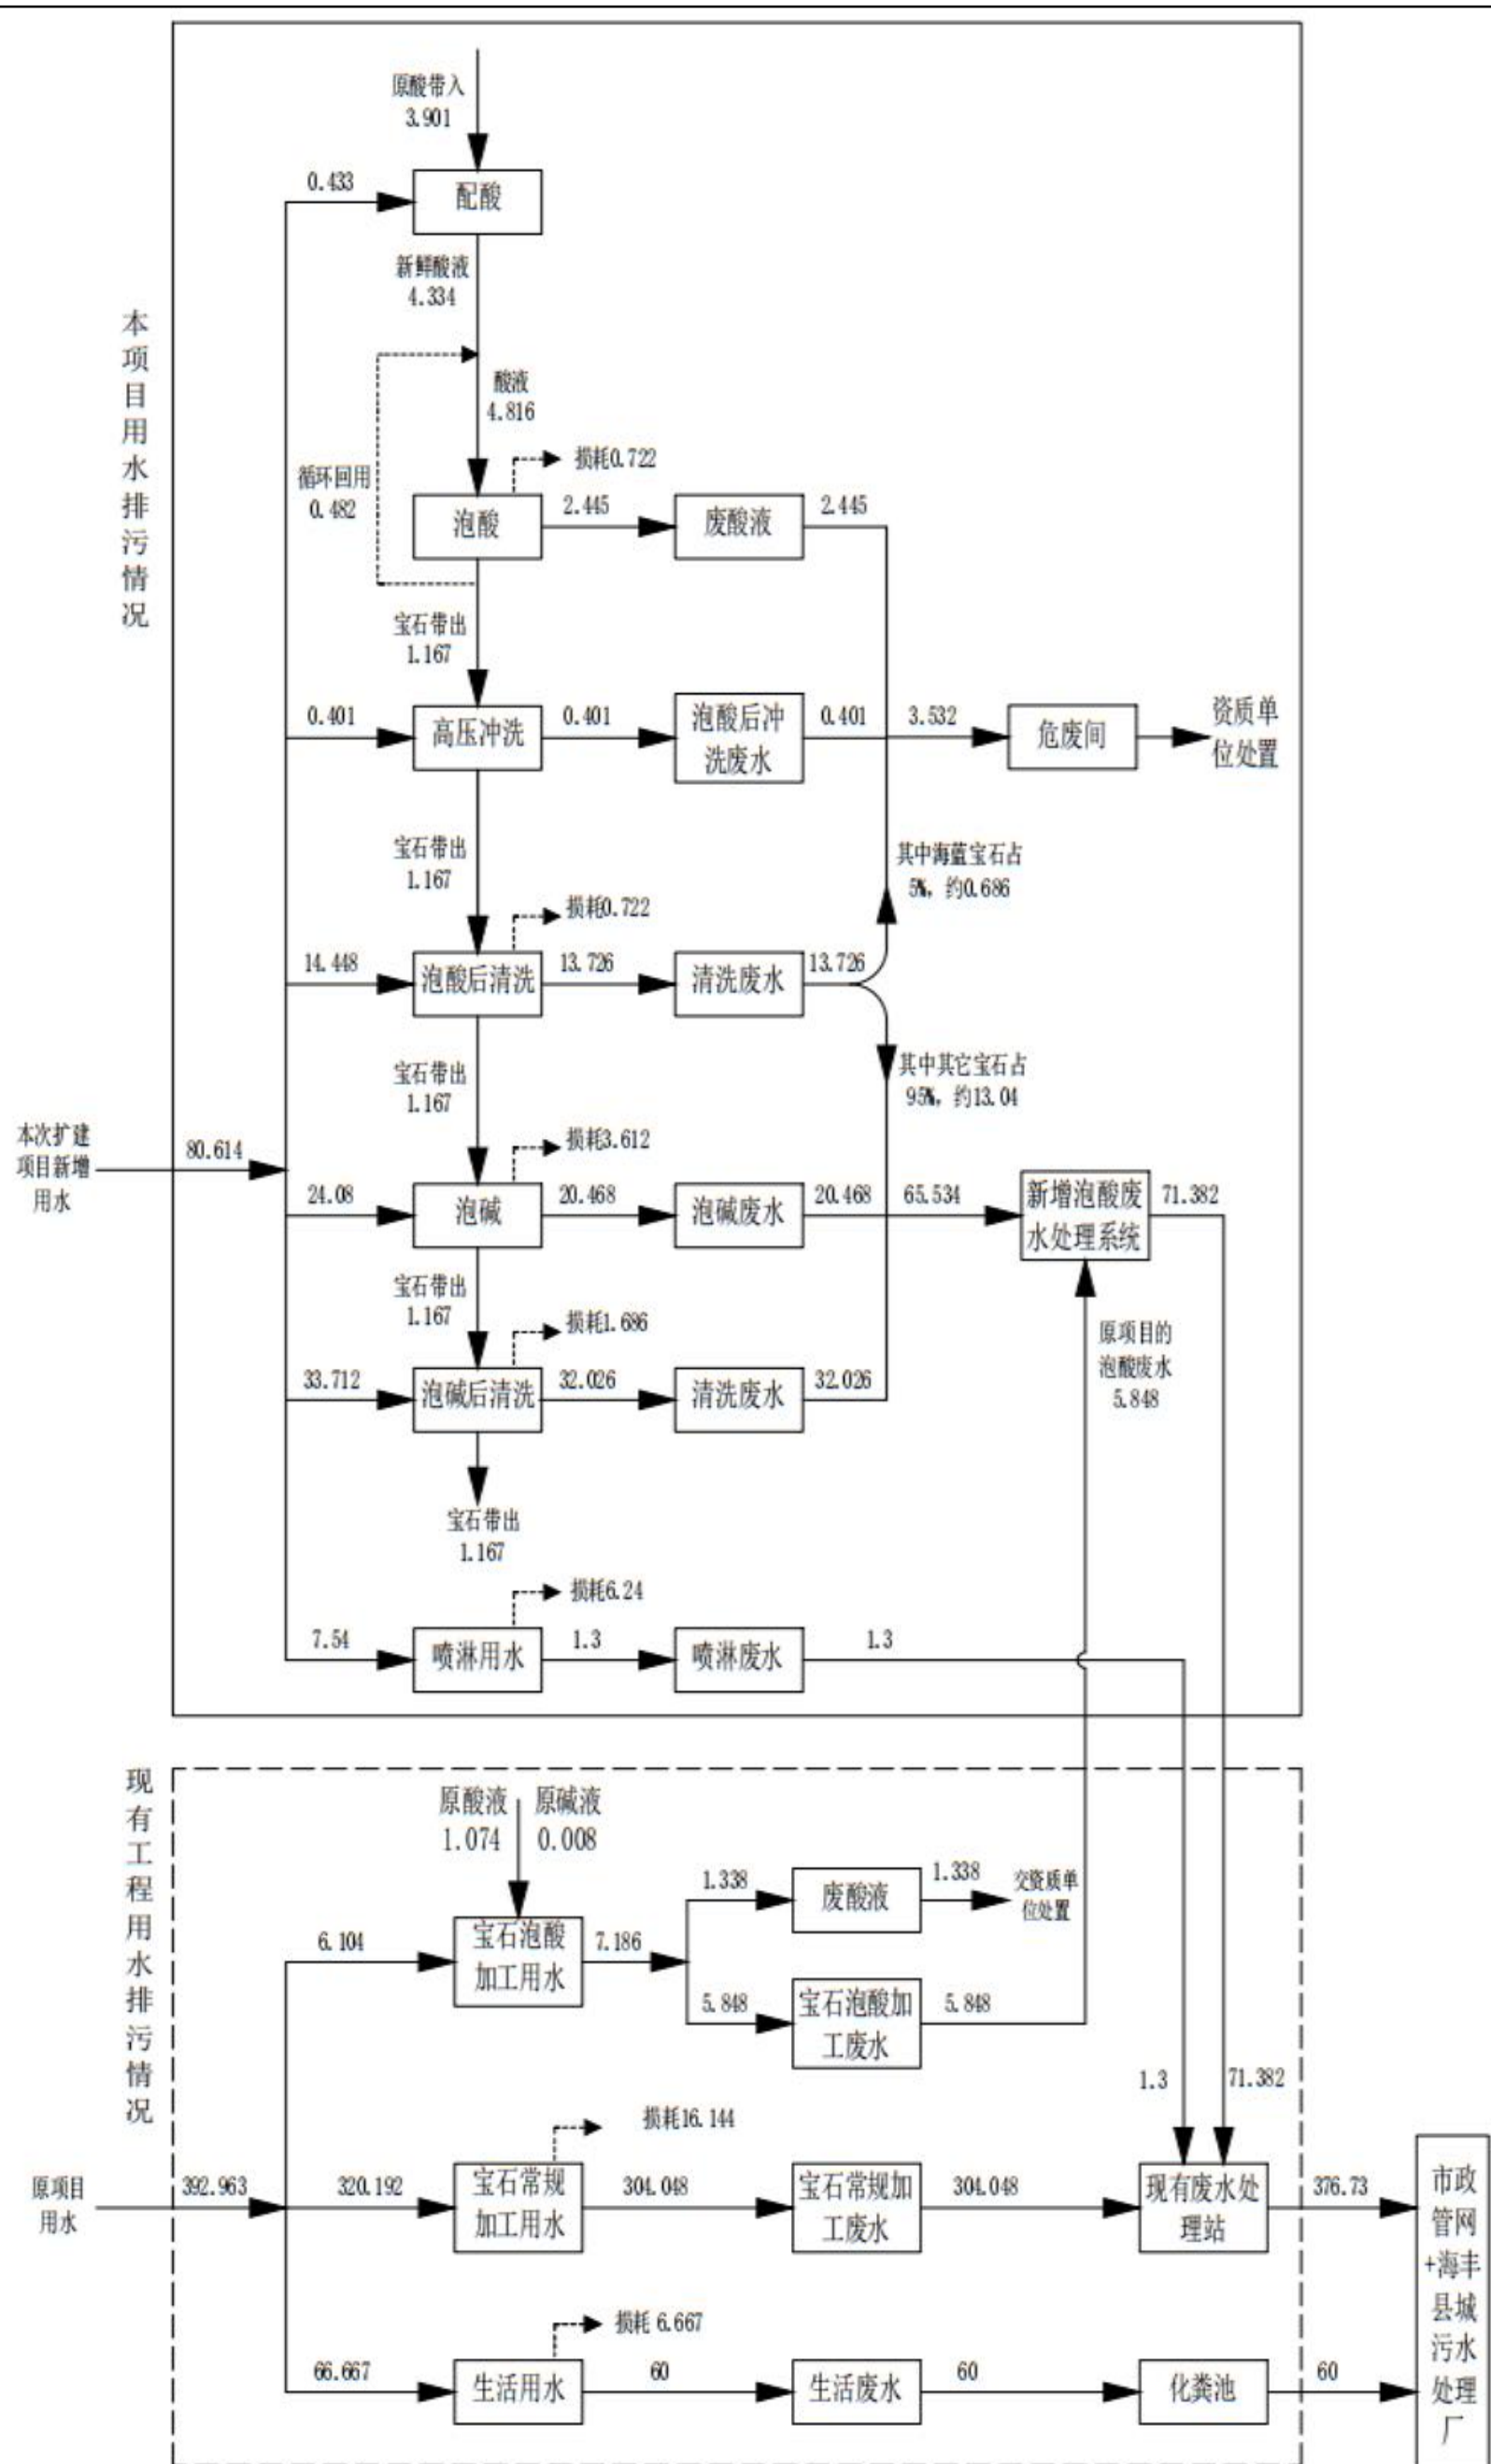 原酸带入
3.901
0.433
配酸
新鲜酸液
4.334
酸液
4.816
循环回用
0.482
损耗0.722
泡酸
2.445
废酸液
2.445
宝石带出
1.167
0.401
高压冲洗
0.401
泡酸后冲
洗废水
0.401
3.532
危废间
资质单
位处置
宝石带出
1.167
其中海蓝宝石占
5%，约0.686
损耗0.722
14.448
泡酸后清洗
13.726
清洗废水
13.726
其中其它宝石占
95%，约13.04
宝石带出
1.167
本项目用水排污情况
本次扩建
项目新增
用水
80.614
损耗3.612
24.08
泡碱
20.468
泡碱废水
20.468
65.534
新增泡酸废
水处理系统
71.382
宝石带出
1.167
损耗1.686
33.712
泡碱后清洗
32.026
清洗废水
32.026
原项目的
泡酸废水
5.848
宝石带出
1.167
损耗6.24
7.54
喷淋用水
1.3
喷淋废水
1.3
现有工程用水排污情况
原酸液
1.074
原碱液
0.008
6.104
宝石泡酸
加工用水
7.186
1.338
废酸液
1.338
交资质单
位处置
5.848
宝石泡酸加
工废水
5.848
1.3
71.382
损耗16.144
原项目
用水
392.963
320.192
宝石常规
加工用水
304.048
宝石常规加
工废水
304.048
现有废水处
理站
376.73
市政
管网
+海丰
县城
污水
处理
厂
损耗 6.667
66.667
生活用水
60
生活废水
60
化粪池
60